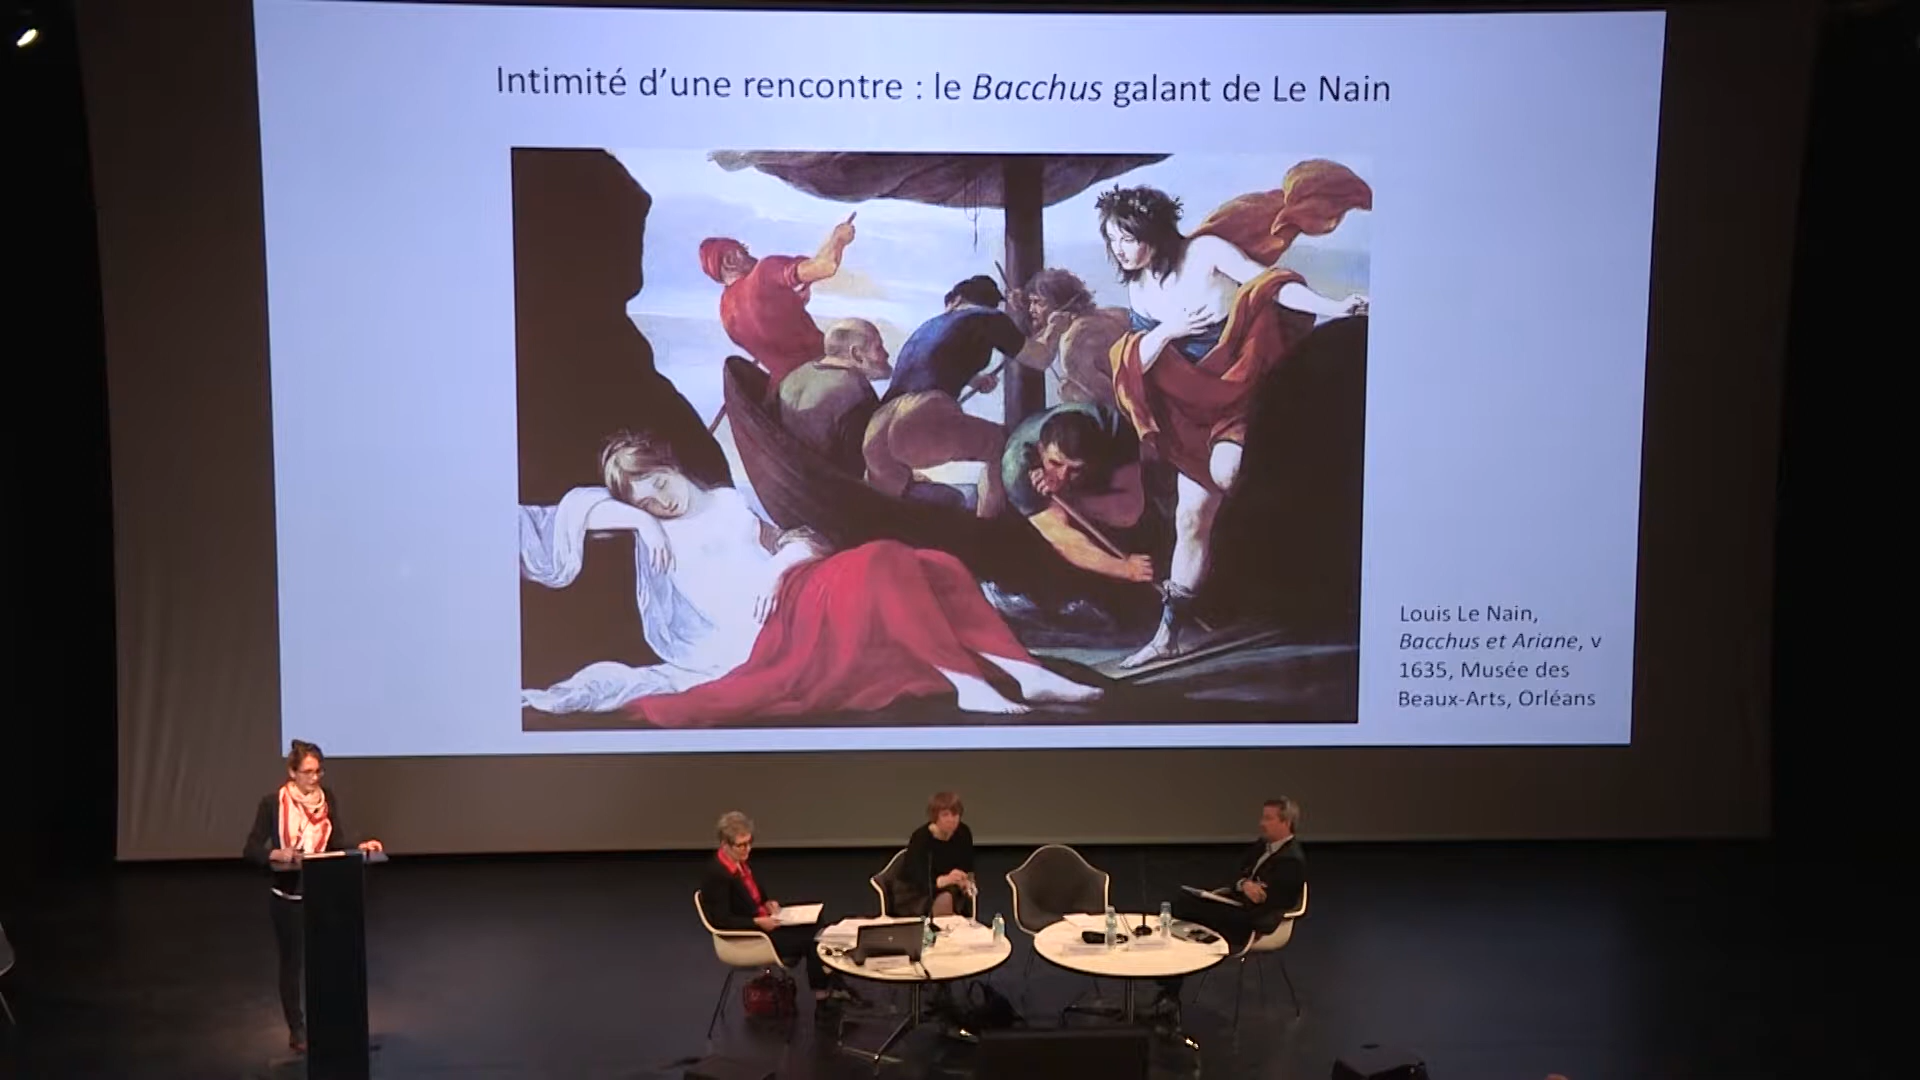 Intimité d'une rencontre : le Bacchus galant de Le Nain
Louis Le Nain,
Bacchus et Ariane, v
1635, Musée des
Beaux-Arts, Orléans